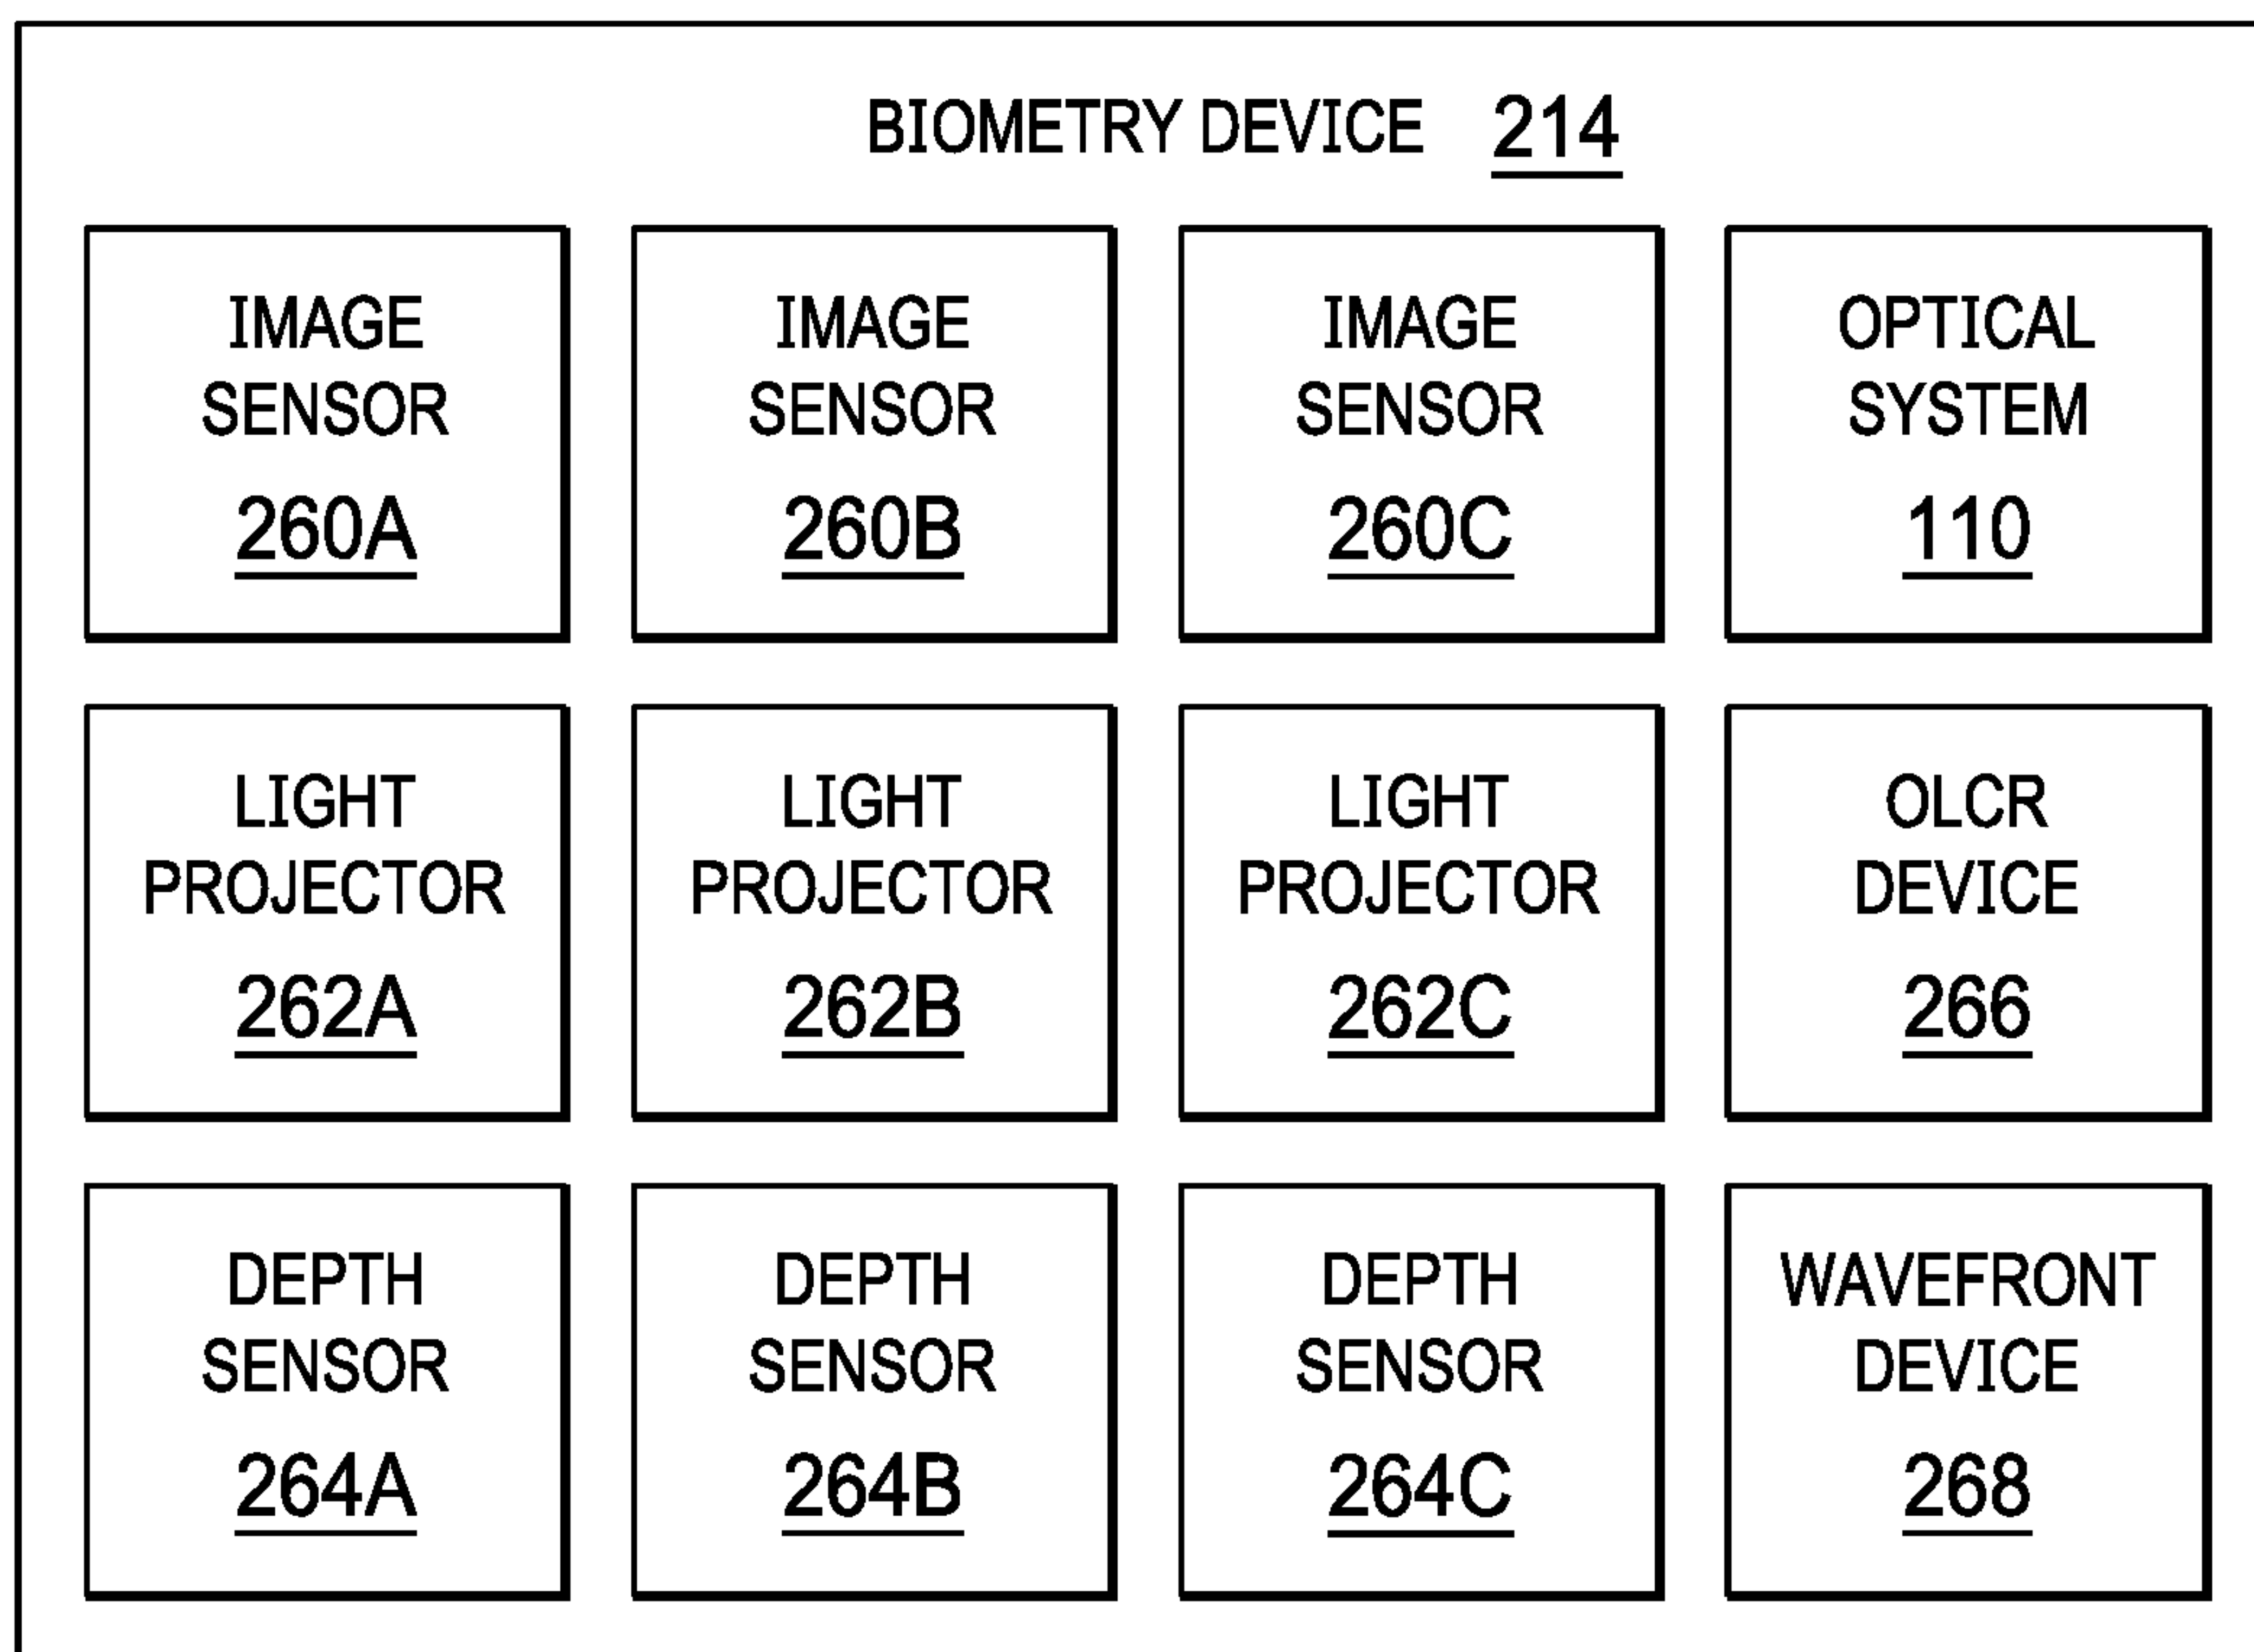 BIOMETRY DEVICE 214
IMAGE
SENSOR
260A
IMAGE
SENSOR
260B
IMAGE
SENSOR
260C
OPTICAL
SYSTEM
110
LIGHT
PROJECTOR
262A
LIGHT
PROJECTOR
262B
LIGHT
PROJECTOR
262C
OLCR
DEVICE
266
DEPTH
SENSOR
264A
DEPTH
SENSOR
264B
DEPTH
SENSOR
264C
WAVEFRONT
DEVICE
268